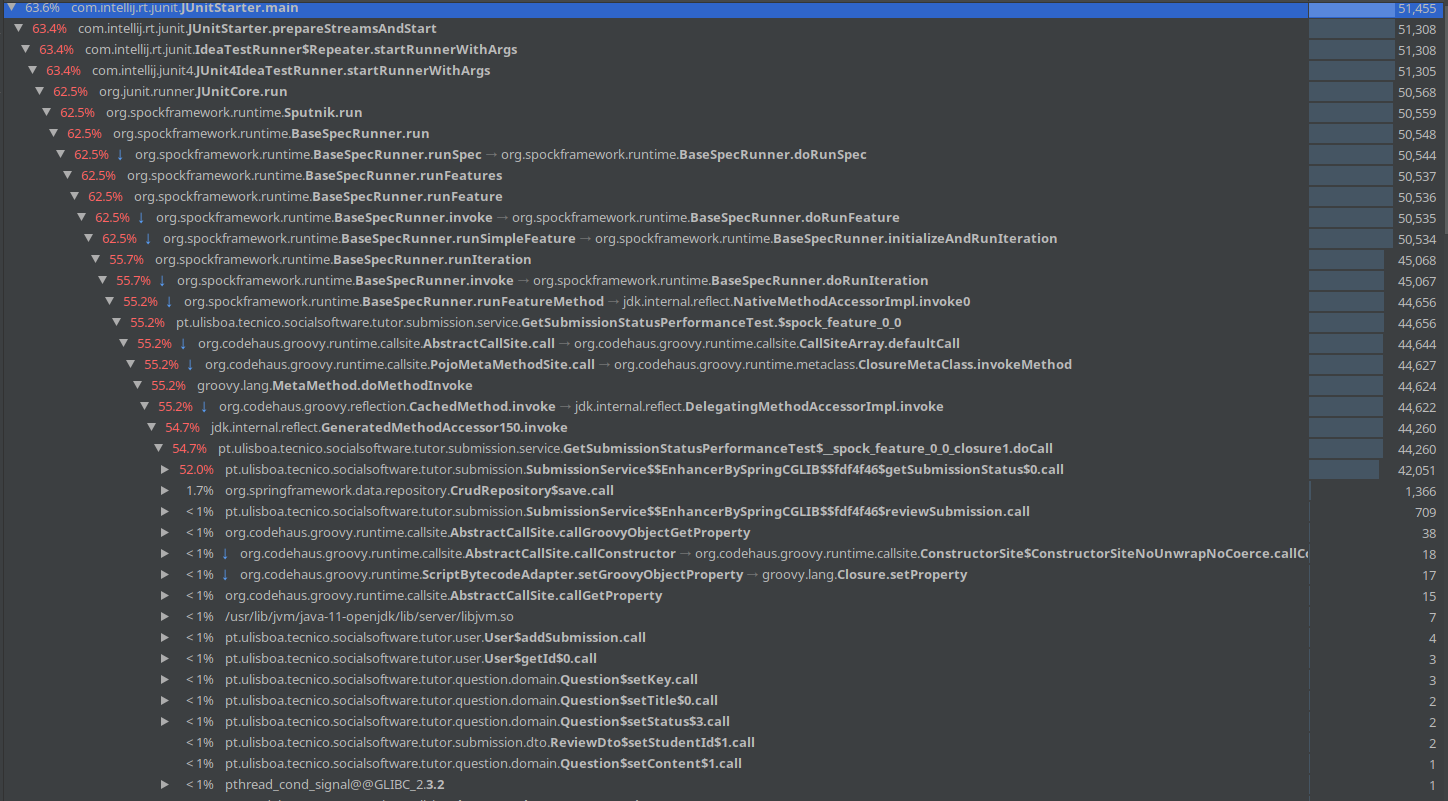 63.6% com.intellij.rt.junit.JUnitStarter.main 51,455
63.4% com.intellij.rt.junit.JUnitStarter.prepareStreamsAndStart 51,308
63.4% com.intellij.rt.junit.IdeaTestRunner$Repeater.startRunnerWithArgs 51,308
63.4% com.intellij.junit4.JUnit4IdeaTestRunner.startRunnerWithArgs 51,305
62.5% org.junit.runner.JUnitCore.run 50,568
62.5% org.spockframework.runtime.Sputnik.run 50,559
62.5% org.spockframework.runtime.BaseSpecRunner.run 50,548
62.5% ↓ org.spockframework.runtime.BaseSpecRunner.runSpec → org.spockframework.runtime.BaseSpecRunner.doRunSpec 50,544
62.5% org.spockframework.runtime.BaseSpecRunner.runFeatures 50,537
62.5% org.spockframework.runtime.BaseSpecRunner.runFeature 50,536
62.5% ↓ org.spockframework.runtime.BaseSpecRunner.invoke → org.spockframework.runtime.BaseSpecRunner.doRunFeature 50,535
62.5% ↓ org.spockframework.runtime.BaseSpecRunner.runSimpleFeature → org.spockframework.runtime.BaseSpecRunner.initializeAndRunIteration 50,534
55.7% org.spockframework.runtime.BaseSpecRunner.runIteration 45,068
55.7% ↓ org.spockframework.runtime.BaseSpecRunner.invoke → org.spockframework.runtime.BaseSpecRunner.doRunIteration 45,067
55.2% ↓ org.spockframework.runtime.BaseSpecRunner.runFeatureMethod → jdk.internal.reflect.NativeMethodAccessorImpl.invoke0 44,656
55.2% pt.ulisboa.tecnico.socialsoftware.tutor.submission.service.GetSubmissionStatusPerformanceTest.$spock_feature_0_0 44,656
55.2% ↓ org.codehaus.groovy.runtime.callsite.AbstractCallSite.call → org.codehaus.groovy.runtime.callsite.CallSiteArray.defaultCall 44,644
55.2% ↓ org.codehaus.groovy.runtime.callsite.PojoMetaMethodSite.call → org.codehaus.groovy.runtime.metaclass.ClosureMetaClass.invokeMethod 44,627
55.2% groovy.lang.MetaMethod.doMethodInvoke 44,624
55.2% ↓ org.codehaus.groovy.reflection.CachedMethod.invoke → jdk.internal.reflect.DelegatingMethodAccessorImpl.invoke 44,622
54.7% jdk.internal.reflect.GeneratedMethodAccessor150.invoke 44,260
54.7% pt.ulisboa.tecnico.socialsoftware.tutor.submission.service.GetSubmissionStatusPerformanceTest$__spock_feature_0_0_closure1.doCall 44,260
52.0% pt.ulisboa.tecnico.socialsoftware.tutor.submission.SubmissionService$$EnhancerBySpringCGLIB$$fdf4f46$getSubmissionStatus$0.call 42,051
1.7% org.springframework.data.repository.CrudRepository$save.call 1,366
< 1% pt.ulisboa.tecnico.socialsoftware.tutor.submission.SubmissionService$$EnhancerBySpringCGLIB$$fdf4f46$reviewSubmission.call 709
< 1% org.codehaus.groovy.runtime.callsite.AbstractCallSite.callGroovyObjectGetProperty 38
< 1% ↓ org.codehaus.groovy.runtime.callsite.AbstractCallSite.callConstructor → org.codehaus.groovy.runtime.callsite.ConstructorSite$ConstructorSiteNoUnwrapNoCoerce.callCo 18
< 1% ↓ org.codehaus.groovy.runtime.ScriptBytecodeAdapter.setGroovyObjectProperty → groovy.lang.Closure.setProperty 17
< 1% org.codehaus.groovy.runtime.callsite.AbstractCallSite.callGetProperty 15
< 1% /usr/lib/jvm/java-11-openjdk/lib/server/libjvm.so 7
< 1% pt.ulisboa.tecnico.socialsoftware.tutor.user.User$addSubmission.call 4
< 1% pt.ulisboa.tecnico.socialsoftware.tutor.user.User$getId$0.call 3
< 1% pt.ulisboa.tecnico.socialsoftware.tutor.question.domain.Question$setKey.call 3
< 1% pt.ulisboa.tecnico.socialsoftware.tutor.question.domain.Question$setTitle$0.call 2
< 1% pt.ulisboa.tecnico.socialsoftware.tutor.question.domain.Question$setStatus$3.call 2
< 1% pt.ulisboa.tecnico.socialsoftware.tutor.submission.dto.ReviewDto$setStudentId$1.call 2
< 1% pt.ulisboa.tecnico.socialsoftware.tutor.question.domain.Question$setContent$1.call 1
< 1% pthread_cond_signal@@GLIBC_2.3.2 1